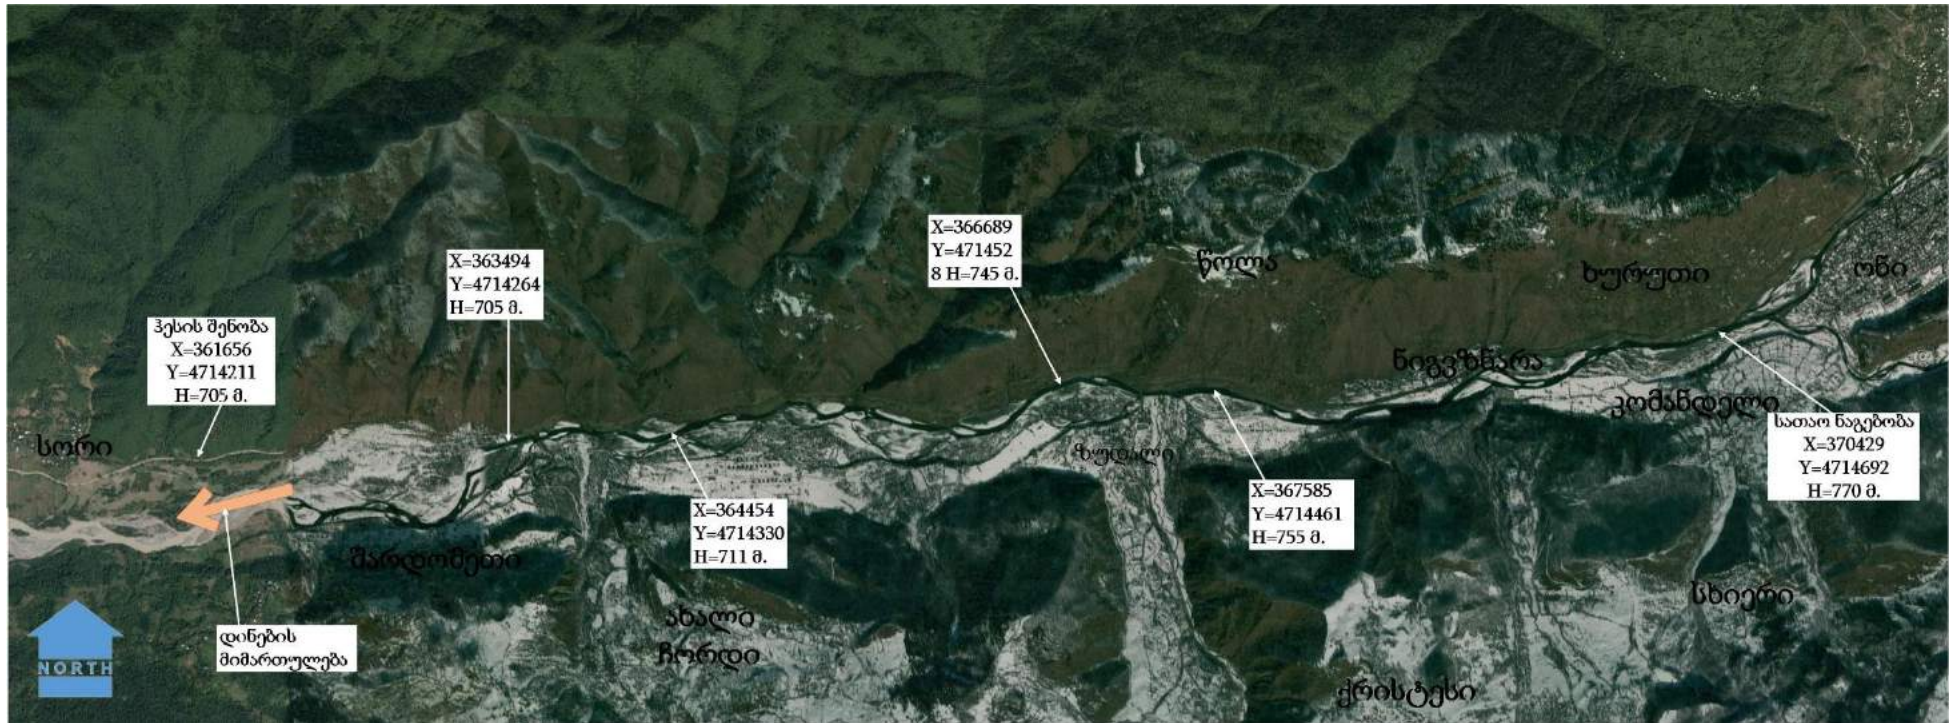 X=366689
Y=471452
8 H=745 მ.
წოლა
ხურუთი
ონი
X=363494
Y=4714264
H=705 მ.
ჰესის შენობა
X=361656
Y=4714211
H=705 მ.
ნიგვზნარა
კომანდელი
სათაო ნაგებობა
X=370429
Y=4714692
H=770 მ.
სორი
ზუდალი
X=367585
Y=4714461
H=755 მ.
X=364454
Y=4714330
H=711 მ.
შარდომეთი
სხიერი
ახალი
ჩორდი
დინების
მიმართულება
NORTH
ქრისტესი